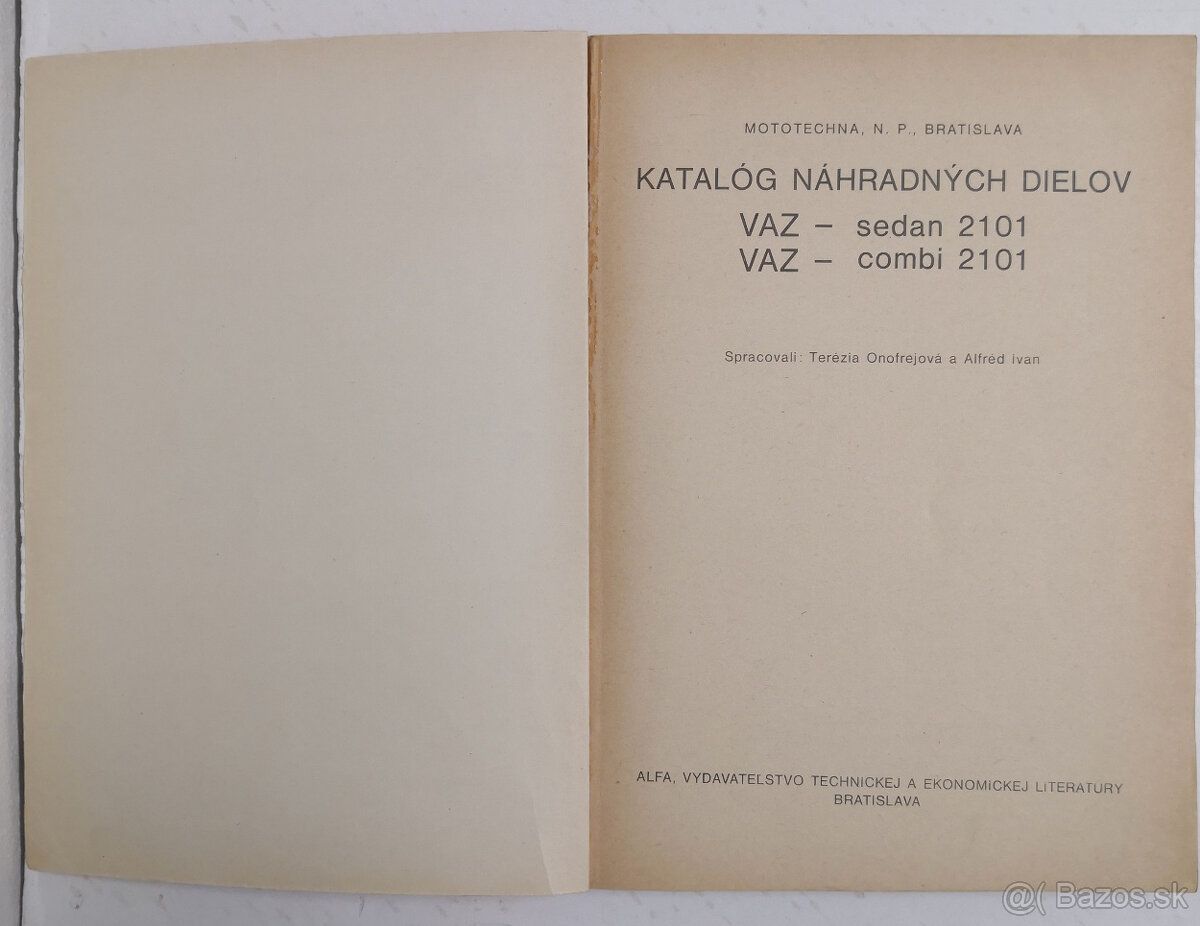 MOTOTECHNA, N. P., BRATISLAVA
KATALÓG NÁHRADNÝCH DIELOV
VAZ – sedan 2101
VAZ – combi 2101
Spracovali: Terézia Onofrejová a Alfréd Ivan
ALFA, VYDAVATEĽSTVO TECHNICKEJ A EKONOMICKEJ LITERATÚRY
BRATISLAVA
@( Bazos.sk